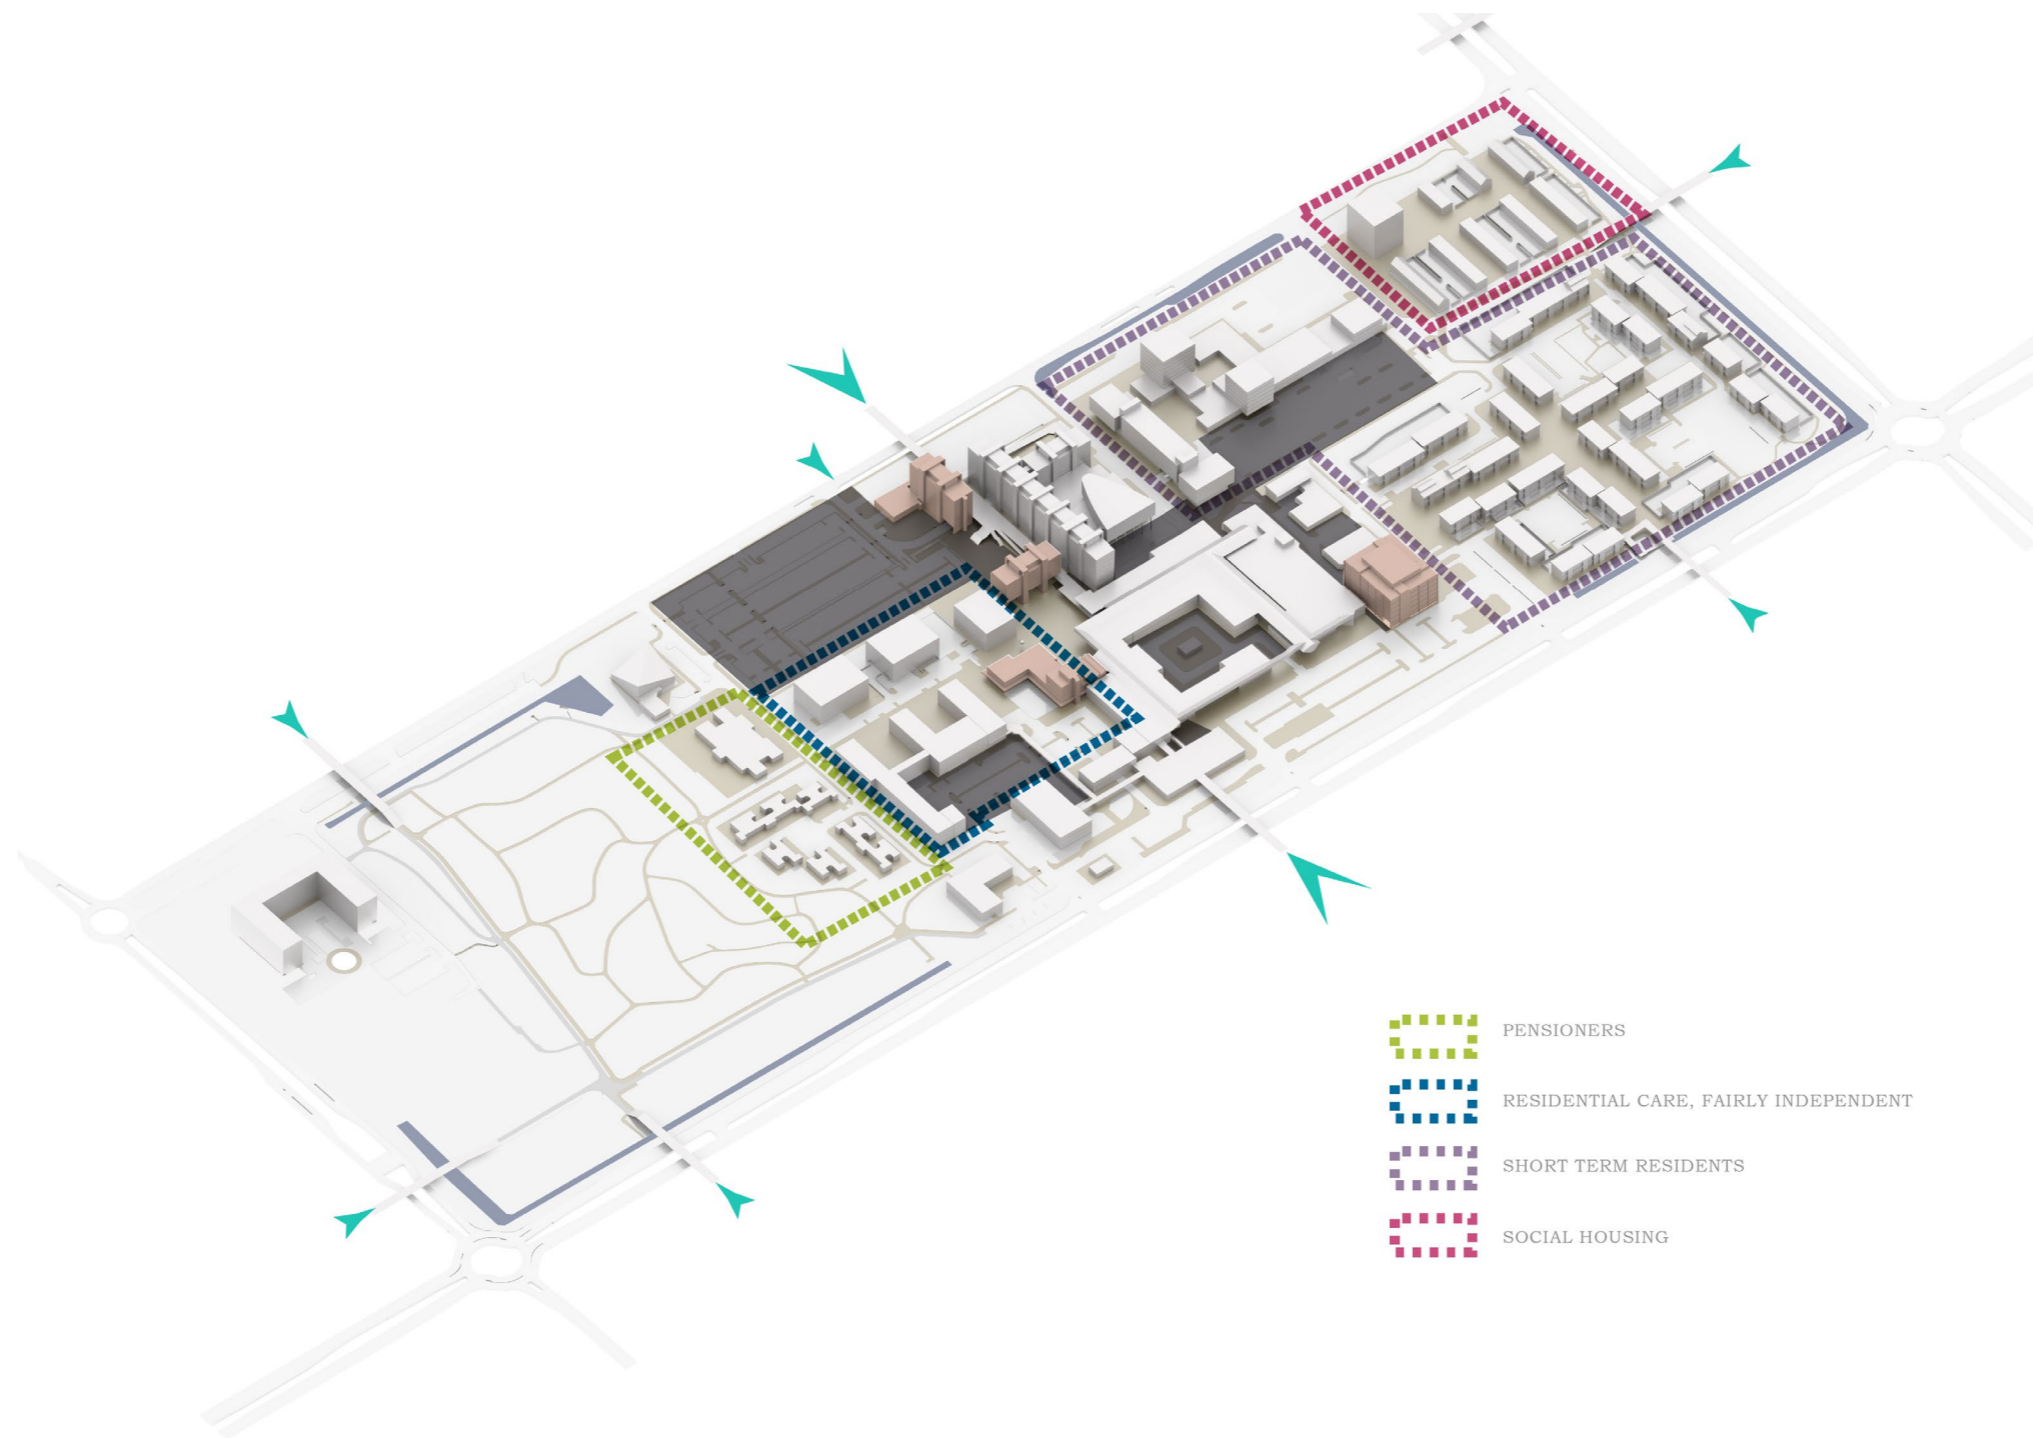 PENSIONERS
RESIDENTIAL CARE, FAIRLY INDEPENDENT
SHORT TERM RESIDENTS
SOCIAL HOUSING